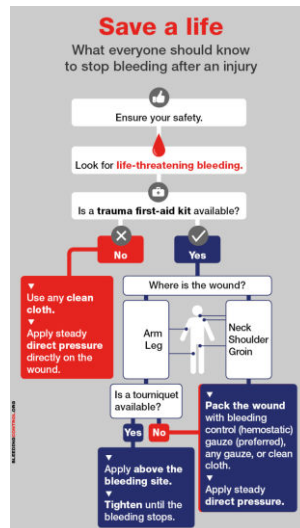 Save a life
What everyone should know
to stop bleeding after an injury
Ensure your safety.
Look for life-threatening bleeding.
Is a trauma first-aid kit available?
No
Yes
Use any clean
cloth.
Apply steady
direct pressure
directly on the
wound.
Where is the wound?
Arm
Leg
Neck
Shoulder
Groin
Is a tourniquet
available?
Yes
No
Apply above the
bleeding site.
Tighten until the
bleeding stops.
Pack the wound
with bleeding
control (hemostatic)
gauze (preferred),
any gauze, or clean
cloth.
Apply steady
direct pressure.
BLEEDINGCONTROL.ORG